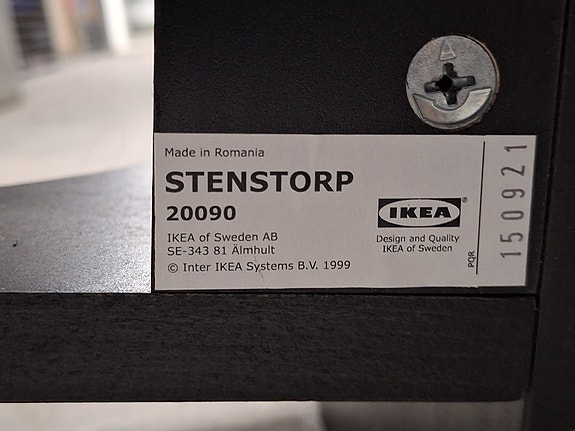 Made in Romania
STENSTORP
20090
IKEA of Sweden AB
SE-343 81 Älmhult
© Inter IKEA Systems B.V. 1999
IKEA®
Design and Quality
IKEA of Sweden
PQR
150921